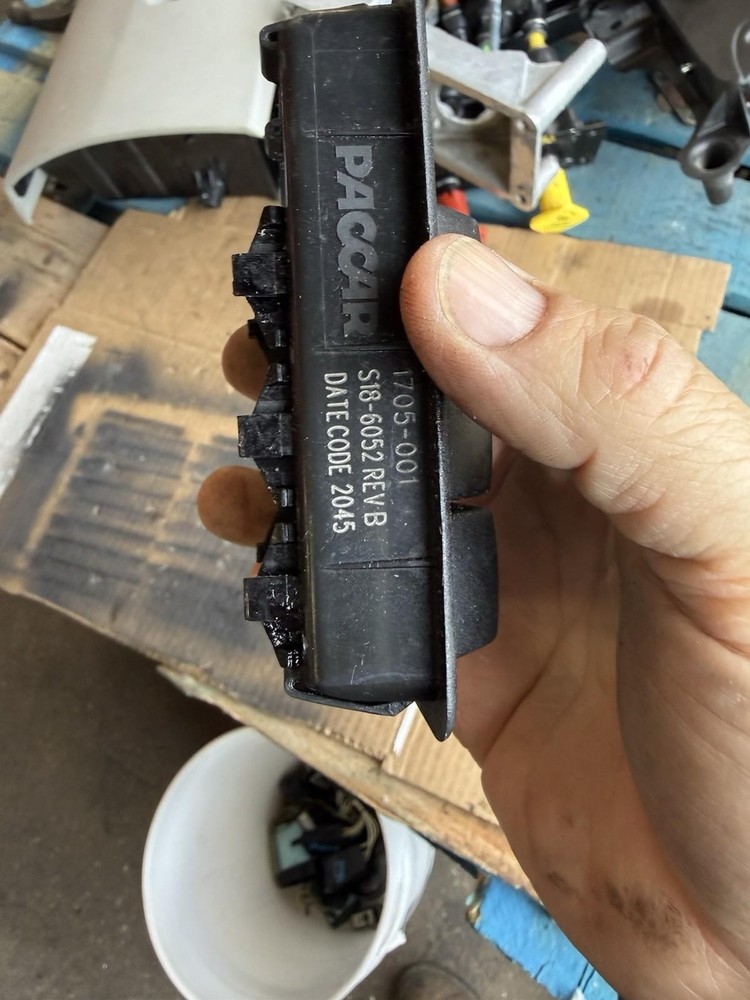 PACCAR
1705-001
S18-6052 REV.B
DATE CODE 2045